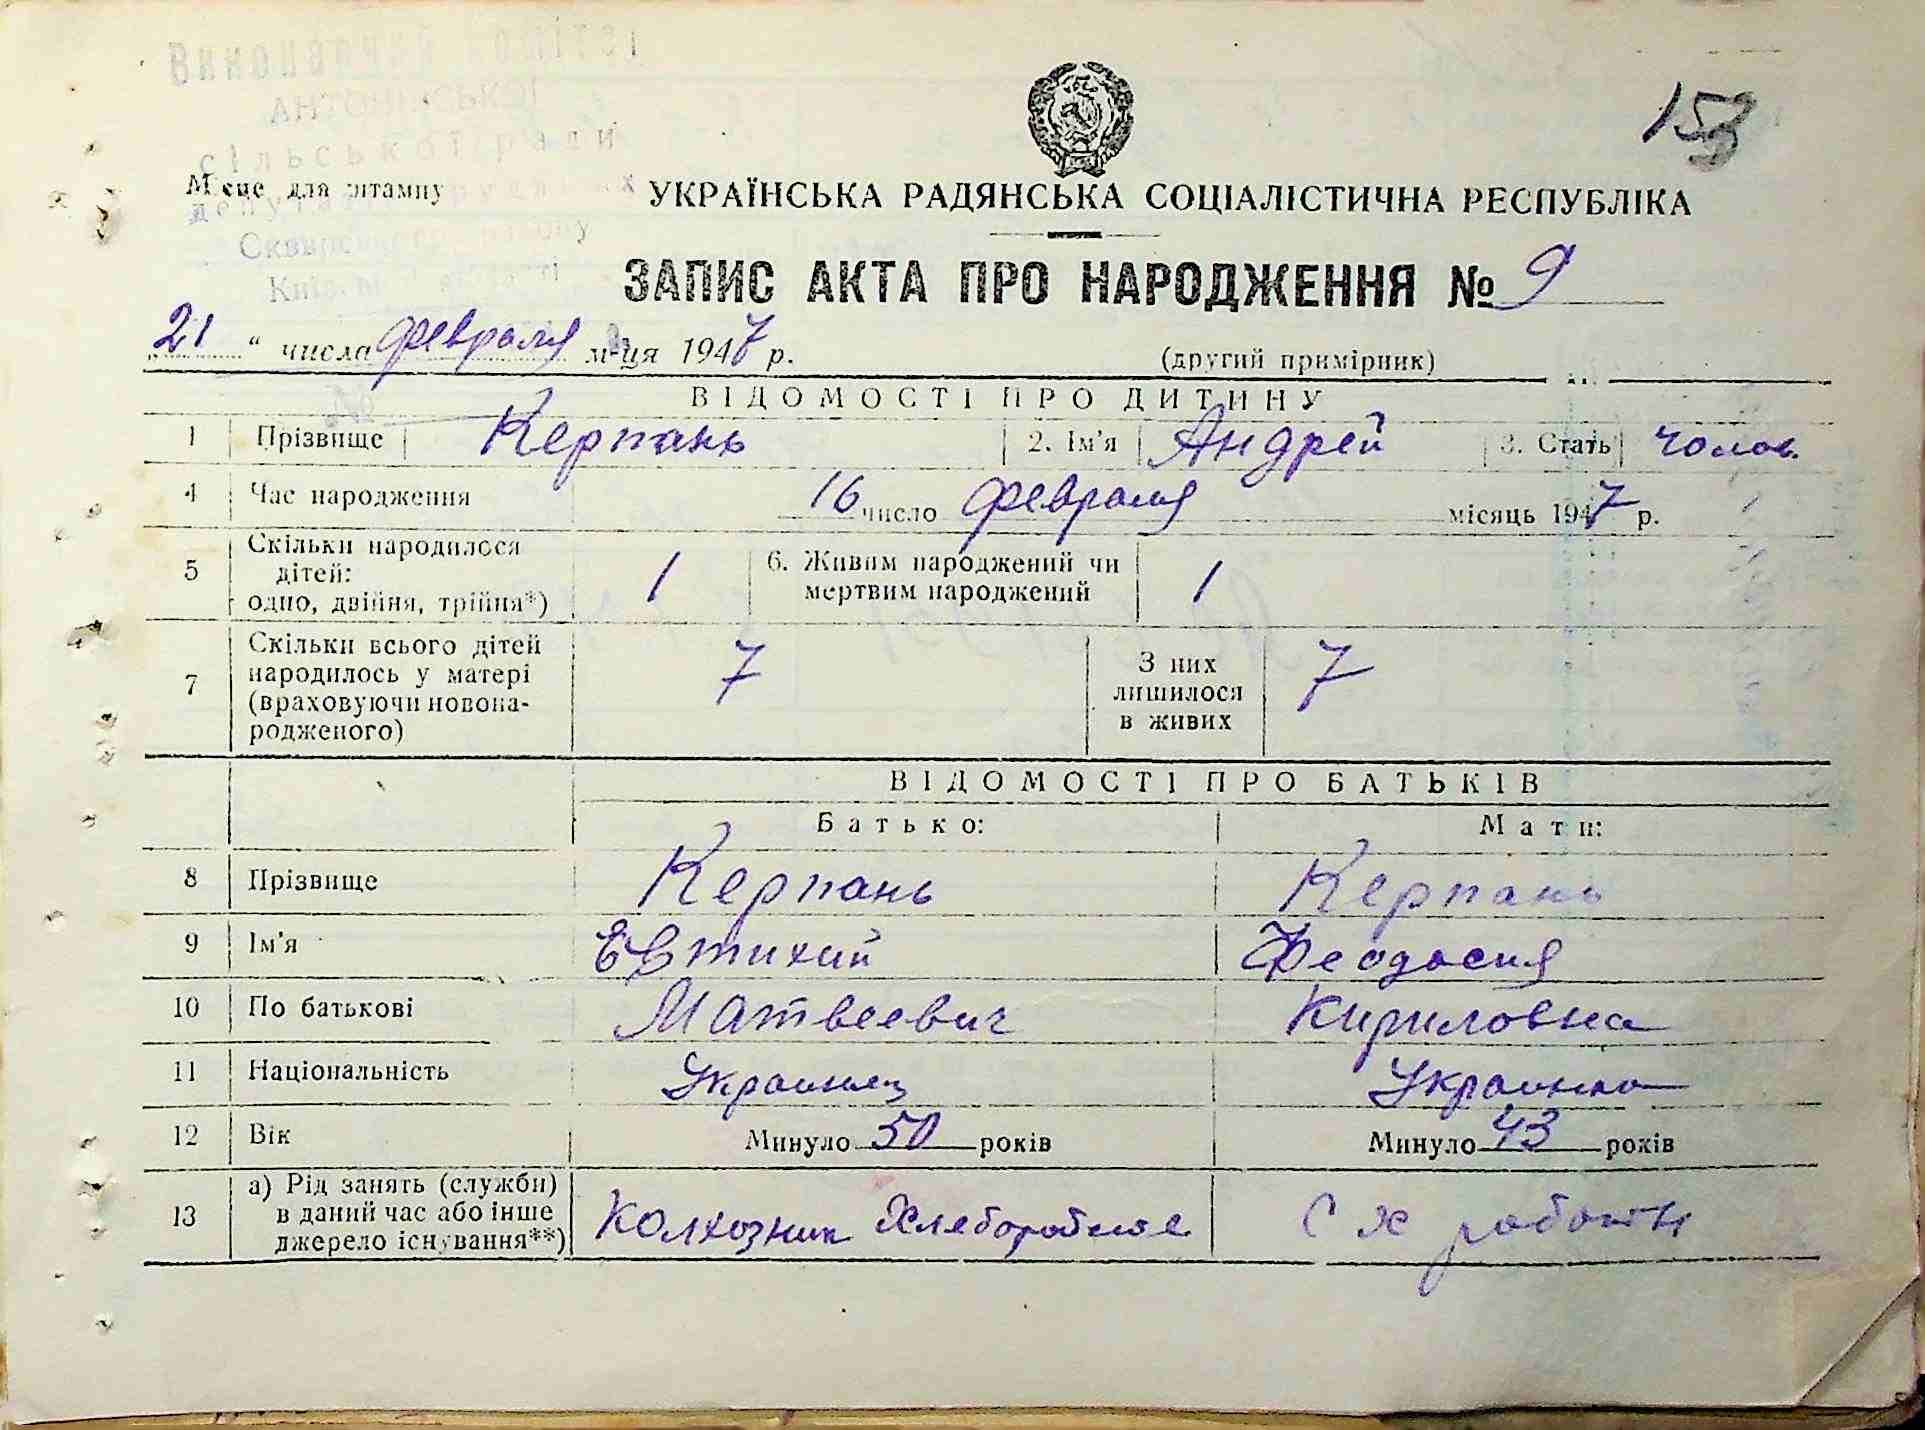 Виконавчий комітет
АНТОНІВСЬКОЇ
сільської ради
депутатів трудящих
Сквирського району
Київської області
153
Місце для штампу
УКРАЇНСЬКА РАДЯНСЬКА СОЦІАЛІСТИЧНА РЕСПУБЛІКА
ЗАПИС АКТА ПРО НАРОДЖЕННЯ № 9
„21“ числа февраля м-ця 1947 р.
(другий примірник)
ВІДОМОСТІ ПРО ДИТИНУ
1 Прізвище Керпань 2. Ім'я Андрей 3. Стать чолов.
4 Час народження 16 число февраля місяць 1947 р.
5 Скільки народилося дітей: одно, двійня, трійня*) 1 6. Живим народжений чи мертвим народжений 1
7 Скільки всього дітей народилось у матері (враховуючи новонародженого) 7 З них лишилося в живих 7
ВІДОМОСТІ ПРО БАТЬКІВ
Батько: Мати:
8 Прізвище Керпань Керпань
9 Ім'я Евтихий Феодосия
10 По батькові Матвеевич Кириловна
11 Національність Украинец Украинка
12 Вік Минуло 50 років Минуло 43 років
13 а) Рід занять (служби) в даний час або інше джерело існування**) Колхозник Хлеборобное С х работы